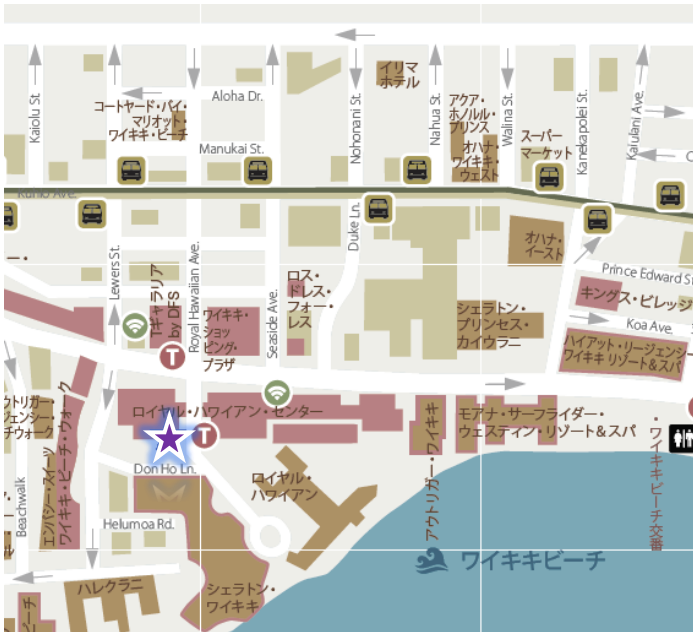 Kaiolu St.
コートヤード・バイ・
マリオット・
ワイキキ・ビーチ
Aloha Dr.
Manukai St.
Nohonani St.
イリマ
ホテル
Nahua St.
アクア・
ホノルル・
プリンス
オハナ・
ワイキキ・
ウェスト
Walina St.
スーパー
マーケット
Kanekapolei St.
Kaiulani Ave.
Kuhio Ave.
Lewers St.
Tギャラリア
by DFS
Royal Hawaiian Ave.
ワイキキ・
ショッ
ピング・
プラザ
Seaside Ave.
ロス・
ドレス・
フォー・
レス
Duke Ln.
オハナ・
イースト
Prince Edward St
キングス・ビレッジ
Koa Ave.
シェラトン・
プリンセス・
カイウラニ
ハイアット・リージェンシー
ワイキキ リゾート&スパ
T
ロイヤル・ハワイアン・センター
T
モアナ・サーフライダー・
ウェスティン・リゾート&スパ
アウトリガー・ワイキキ
・ワイキキビーチ交番
ウトリガー・
ジェンシー・
チウォーク
エンバシー・スイーツ
ワイキキ・ビーチ・ウォーク
Beachwalk
Don Ho Ln.
Helumoa Rd.
ロイヤル・
ハワイアン
ハレクラニ
シェラトン・
ワイキキ
ワイキキビーチ
ビーチ